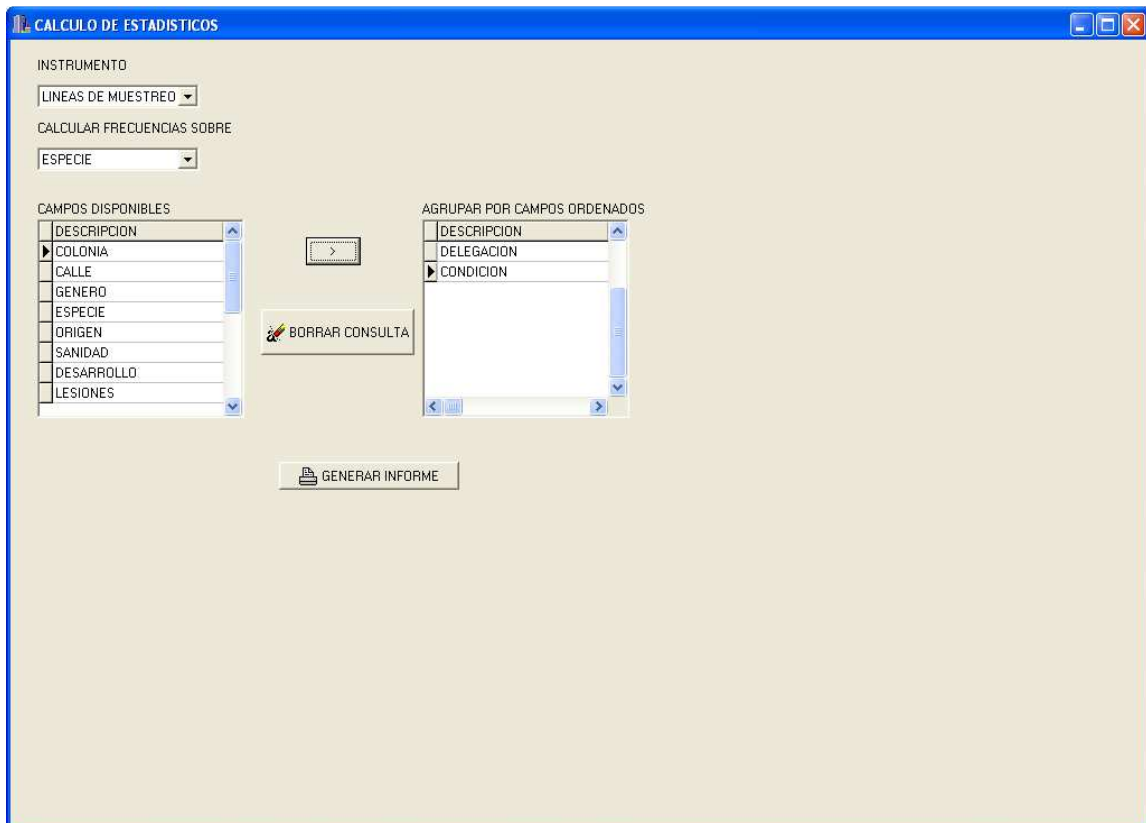 CALCULO DE ESTADISTICOS
INSTRUMENTO
LINEAS DE MUESTREO
CALCULAR FRECUENCIAS SOBRE
ESPECIE
CAMPOS DISPONIBLES
DESCRIPCION
COLONIA
CALLE
GENERO
ESPECIE
ORIGEN
SANIDAD
DESARROLLO
LESIONES
>
BORRAR CONSULTA
AGRUPAR POR CAMPOS ORDENADOS
DESCRIPCION
DELEGACION
CONDICION
GENERAR INFORME